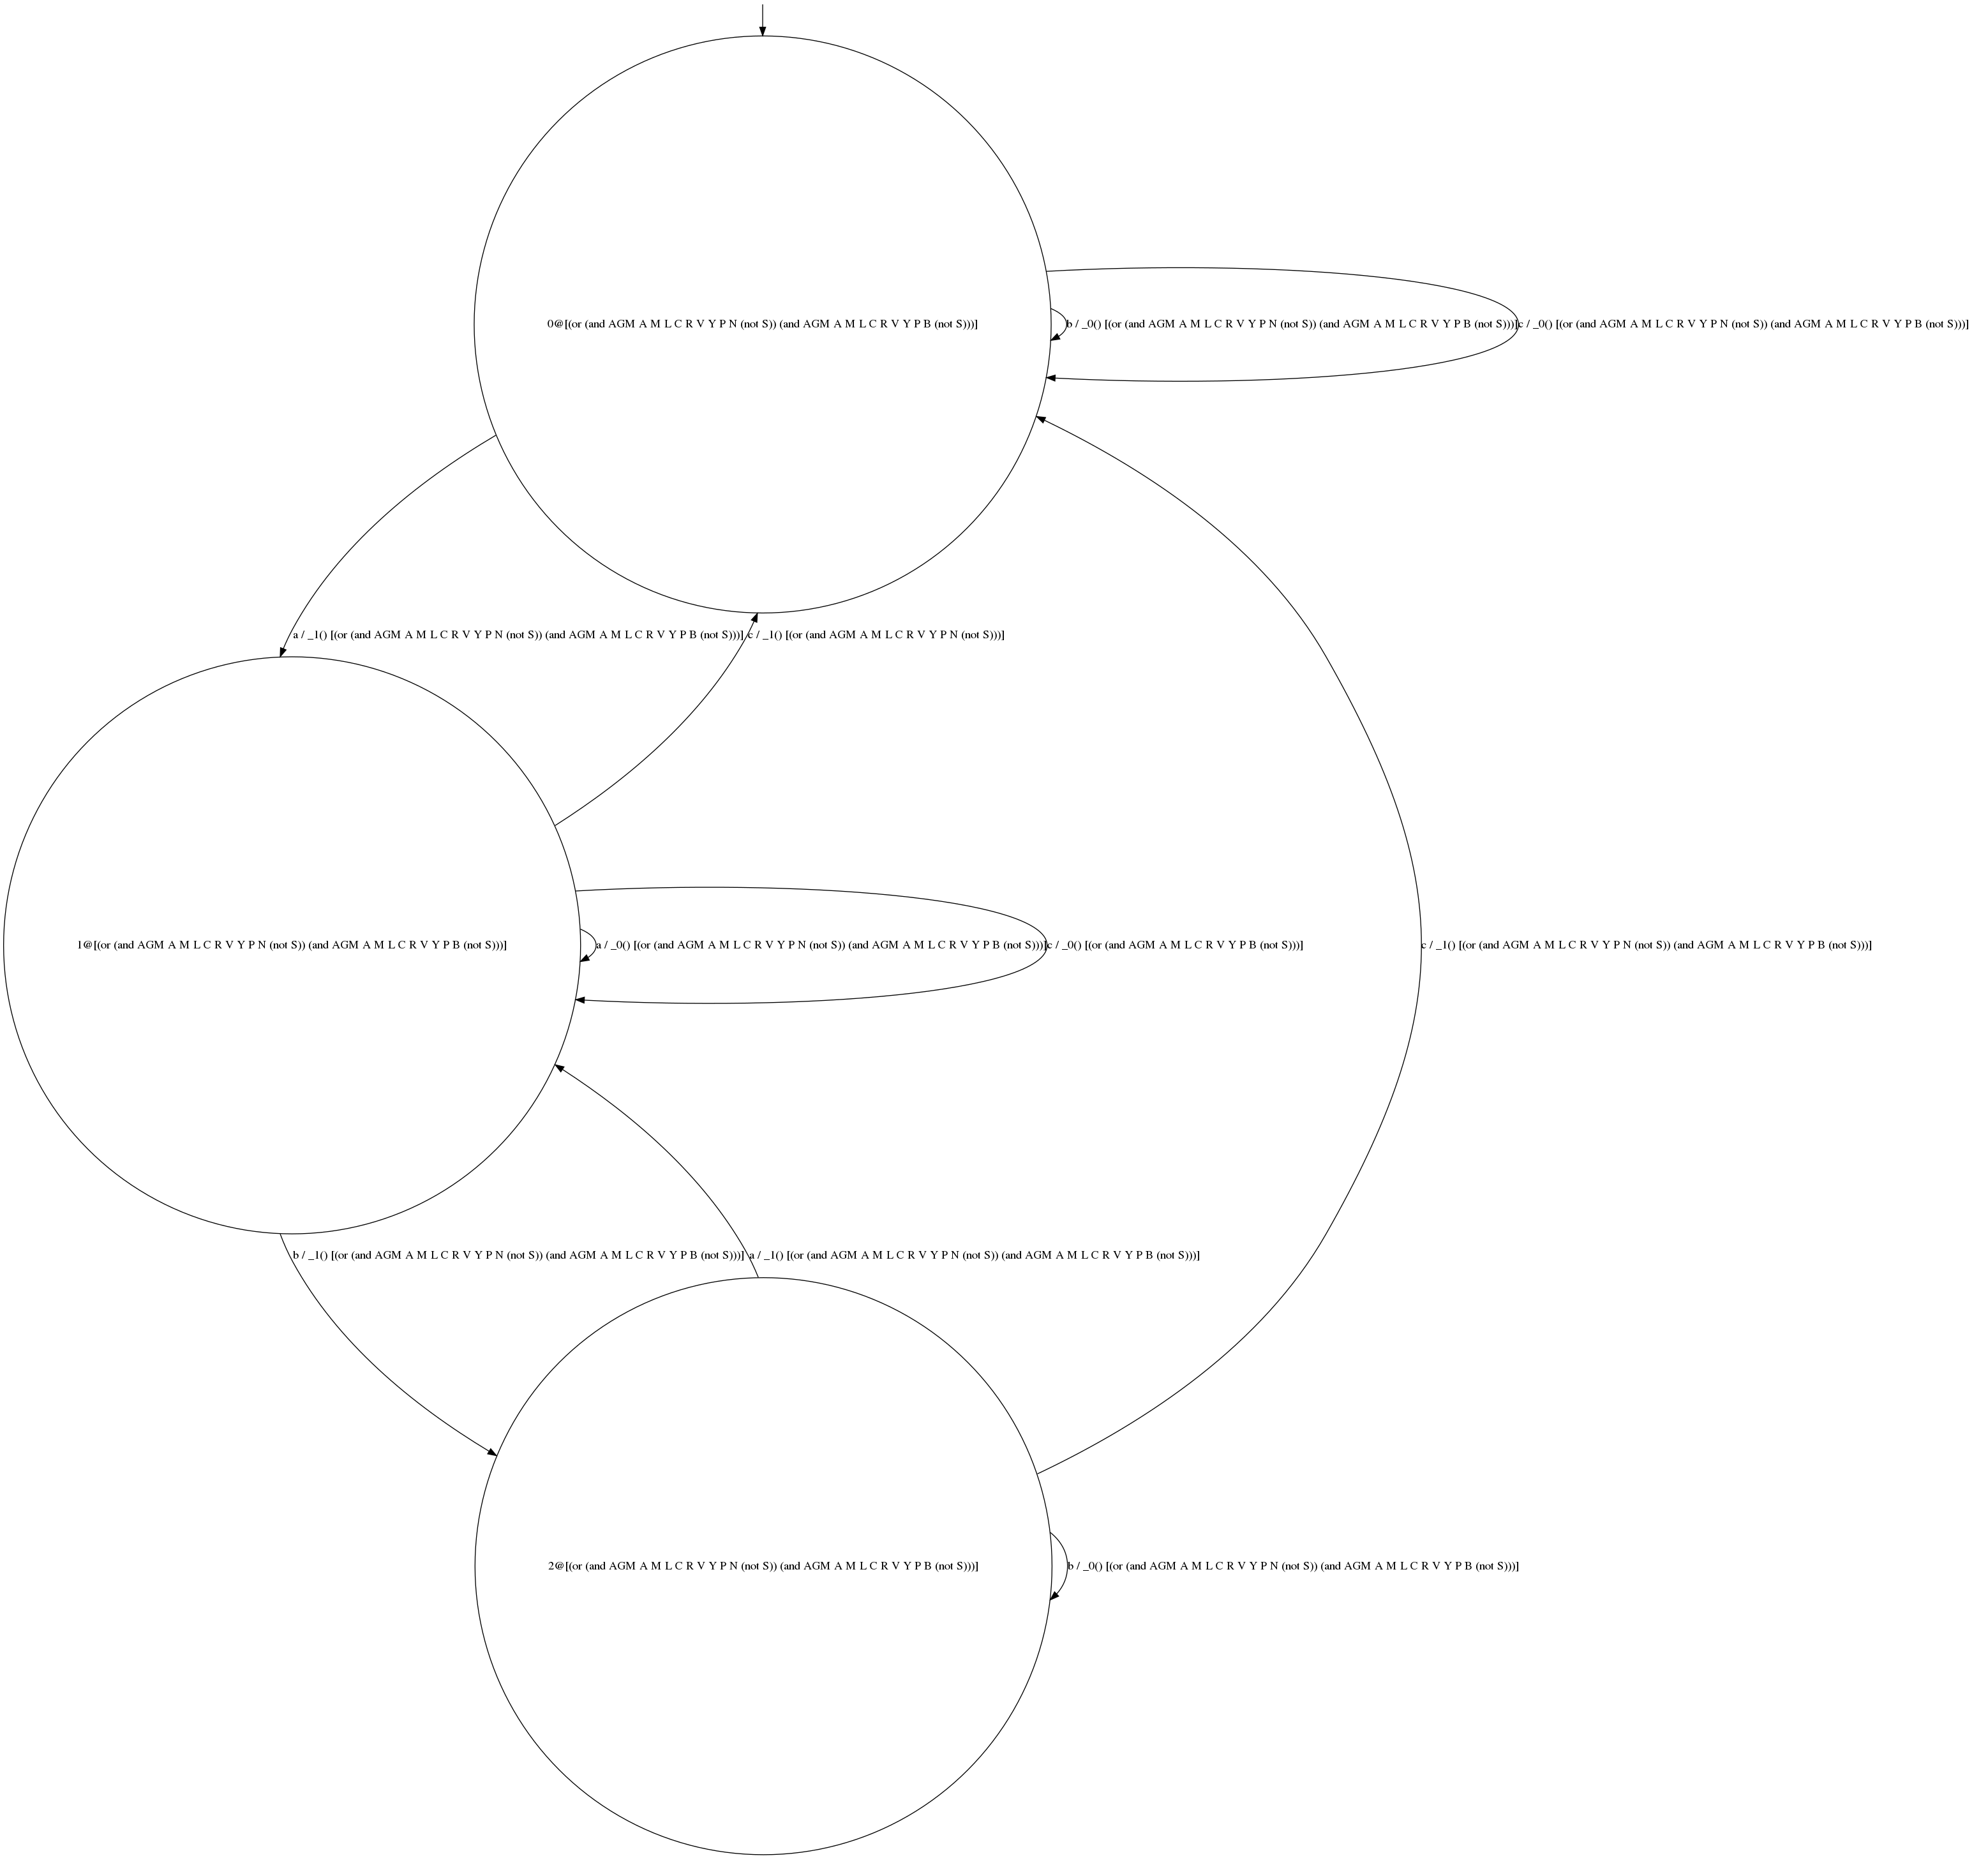 0@[(or (and AGM A M L C R V Y P N (not S)) (and AGM A M L C R V Y P B (not S)))]
b / _0() [(or (and AGM A M L C R V Y P N (not S)) (and AGM A M L C R V Y P B (not S)))]
c / _0() [(or (and AGM A M L C R V Y P N (not S)) (and AGM A M L C R V Y P B (not S)))]
a / _1() [(or (and AGM A M L C R V Y P N (not S)) (and AGM A M L C R V Y P B (not S)))]
c / _1() [(or (and AGM A M L C R V Y P N (not S)))]
1@[(or (and AGM A M L C R V Y P N (not S)) (and AGM A M L C R V Y P B (not S)))]
a / _0() [(or (and AGM A M L C R V Y P N (not S)) (and AGM A M L C R V Y P B (not S)))]
c / _0() [(or (and AGM A M L C R V Y P B (not S)))]
c / _1() [(or (and AGM A M L C R V Y P N (not S)) (and AGM A M L C R V Y P B (not S)))]
b / _1() [(or (and AGM A M L C R V Y P N (not S)) (and AGM A M L C R V Y P B (not S)))]
a / _1() [(or (and AGM A M L C R V Y P N (not S)) (and AGM A M L C R V Y P B (not S)))]
2@[(or (and AGM A M L C R V Y P N (not S)) (and AGM A M L C R V Y P B (not S)))]
b / _0() [(or (and AGM A M L C R V Y P N (not S)) (and AGM A M L C R V Y P B (not S)))]